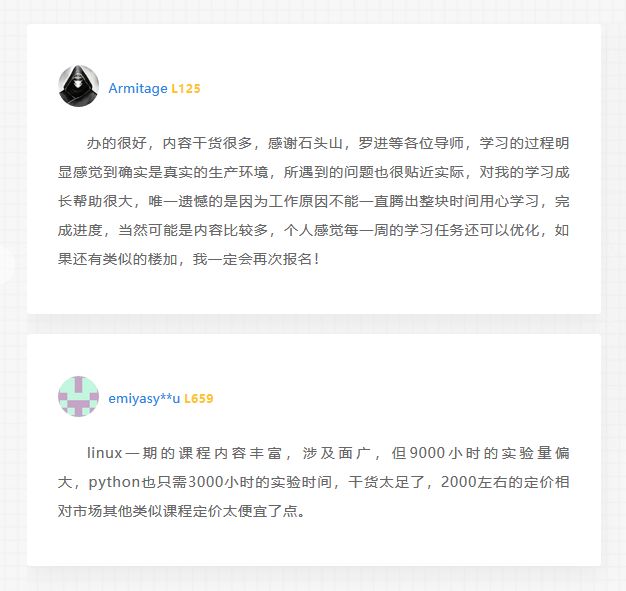 Armitage L125
办的很好，内容干货很多，感谢石头山，罗进等各位导师，学习的过程明
显感觉到确实是真实的生产环境，所遇到的问题也很贴近实际，对我的学习成
长帮助很大，唯一遗憾的是因为工作原因不能一直腾出整块时间用心学习，完
成进度，当然可能是内容比较多，个人感觉每一周的学习任务还可以优化，如
果还有类似的楼加，我一定会再次报名！
emiyasy**u L659
linux一期的课程内容丰富，涉及面广，但9000小时的实验量偏
大，python也只需3000小时的实验时间，干货太足了，2000左右的定价相
对市场其他类似课程定价太便宜了点。